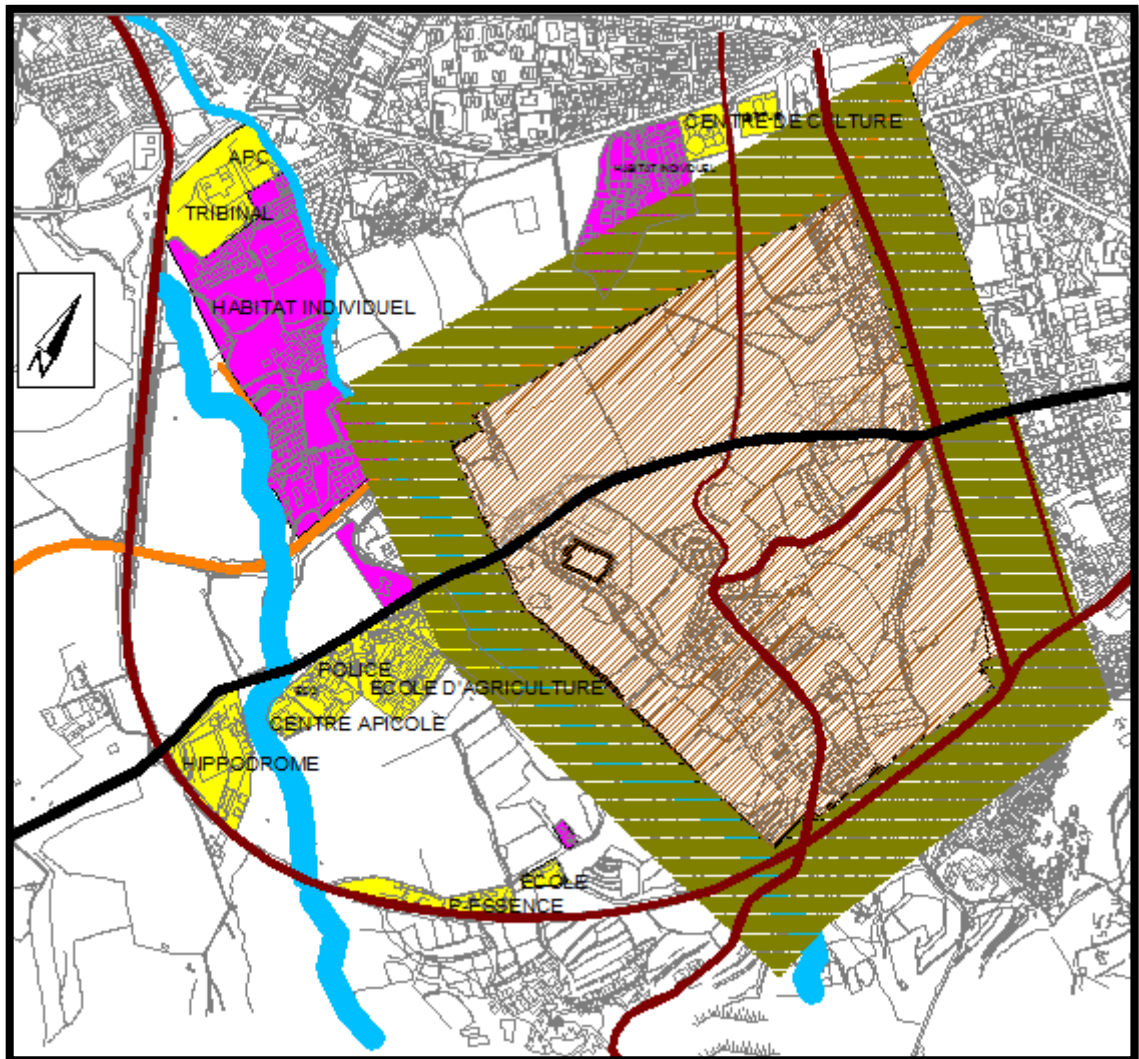 CENTRE DE CULTURE
APC
TRIBINAL
HABITAT INDIVIDUEL
POLICE
ECOLE D'AGRICULTURE
CENTRE APICOLE
HIPPODROME
ECOLE
P-ESSENCE